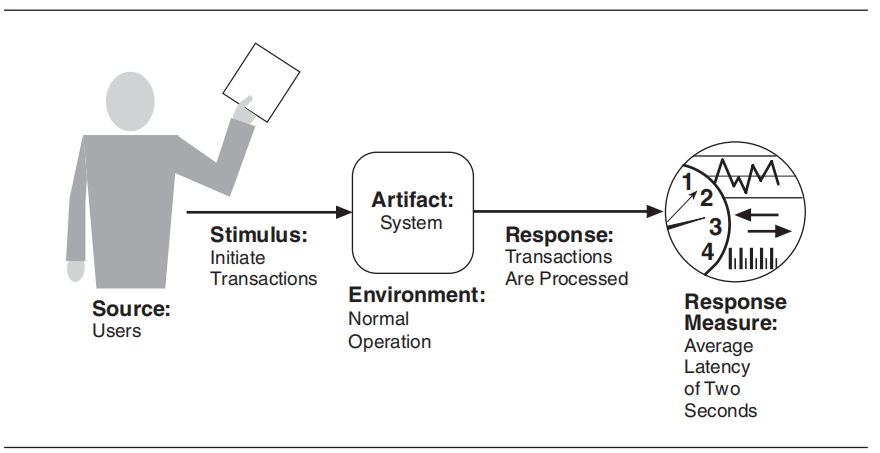 Source:
Users
Stimulus:
Initiate
Transactions
Artifact:
System
Environment:
Normal
Operation
Response:
Transactions
Are Processed
1
2
3
4
Response
Measure:
Average
Latency
of Two
Seconds